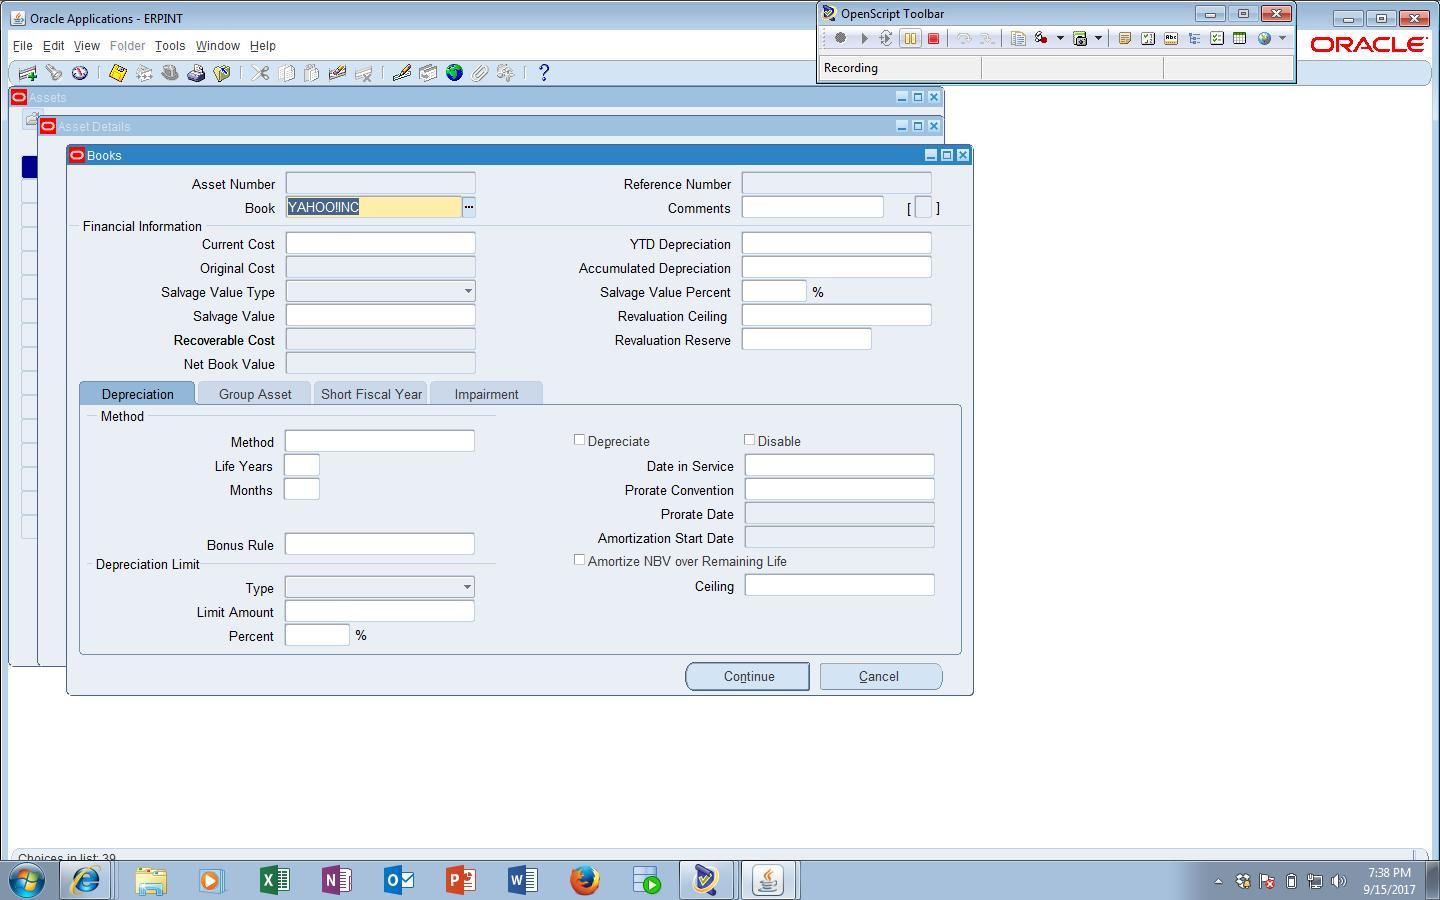 Oracle Applications - ERPINT
File Edit View Folder Tools Window Help
OpenScript Toolbar
Recording
ORACLE
Assets
Asset Details
Books
Asset Number
Reference Number
Book YAHOO!INC
Comments [ ]
Financial Information
Current Cost
YTD Depreciation
Original Cost
Accumulated Depreciation
Salvage Value Type
Salvage Value Percent %
Salvage Value
Revaluation Ceiling
Recoverable Cost
Revaluation Reserve
Net Book Value
Depreciation Group Asset Short Fiscal Year Impairment
Method
Method
Depreciate Disable
Life Years
Date in Service
Months
Prorate Convention
Prorate Date
Amortization Start Date
Bonus Rule
Amortize NBV over Remaining Life
Depreciation Limit
Type
Ceiling
Limit Amount
Percent %
Continue Cancel
Choices in list: 39
7:38 PM
9/15/2017